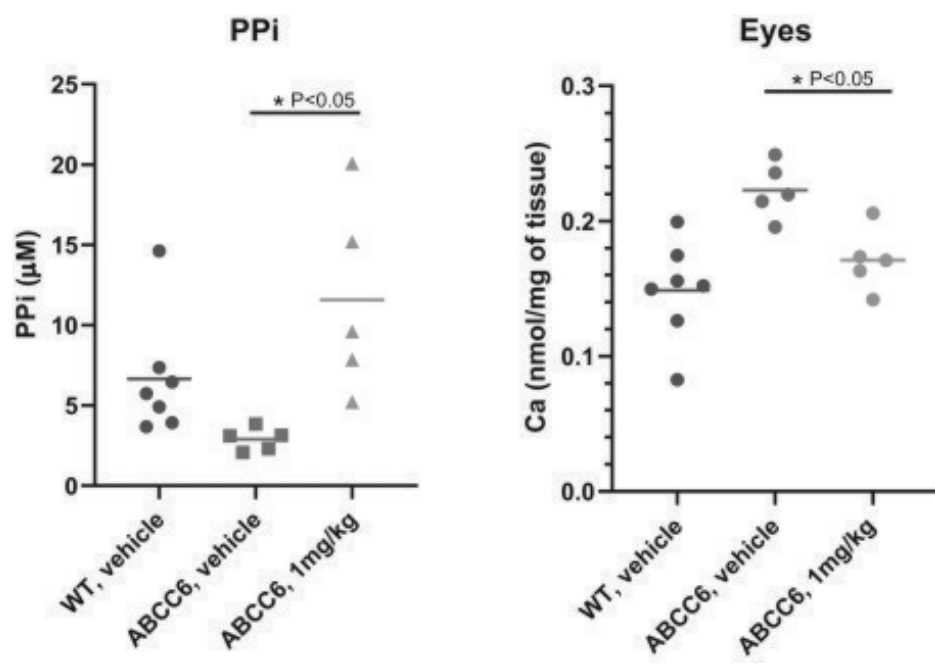 PPi
25
20
15
10
5
0
PPi (µM)
* P<0.05
WT, vehicle
ABCC6, vehicle
ABCC6, 1mg/kg
Eyes
0.3
0.2
0.1
0.0
Ca (nmol/mg of tissue)
* P<0.05
WT, vehicle
ABCC6, vehicle
ABCC6, 1mg/kg